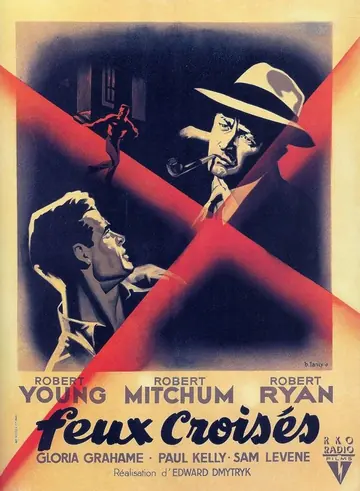 ROBERT ROBERT ROBERT
YOUNG MITCHUM RYAN
feux croisés
GLORIA GRAHAME · PAUL KELLY · SAM LEVENE
Réalisation d'EDWARD DMYTRYK
RKO
RADIO
FILMS